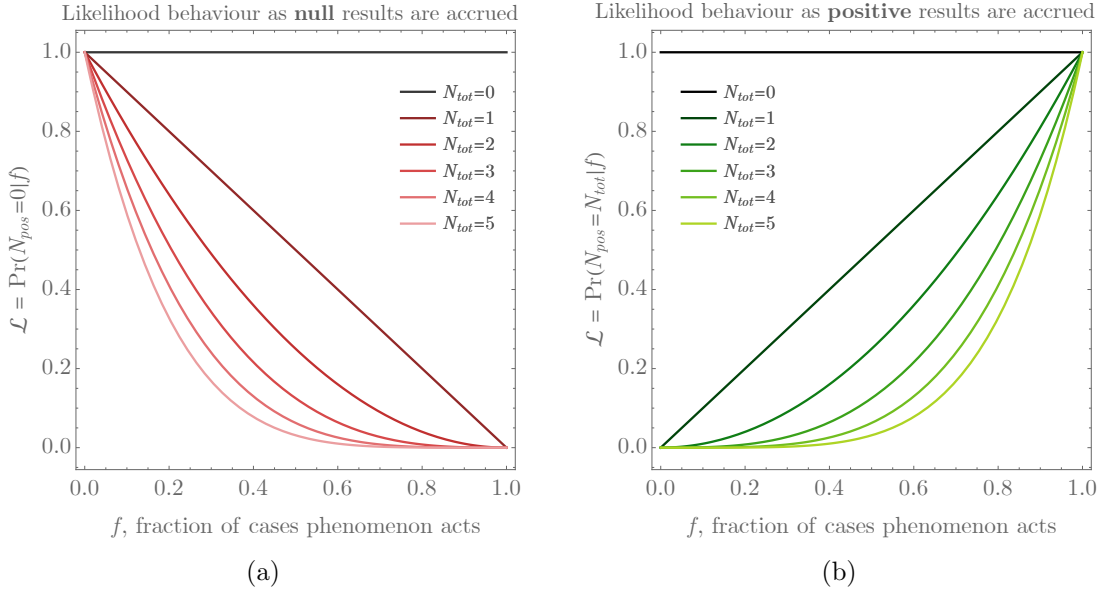 Likelihood behaviour as null results are accrued
ℒ = Pr(N_pos=0|f)
1.0
0.8
0.6
0.4
0.2
0.0
N_tot=0
N_tot=1
N_tot=2
N_tot=3
N_tot=4
N_tot=5
0.0 0.2 0.4 0.6 0.8 1.0
f, fraction of cases phenomenon acts
(a)
Likelihood behaviour as positive results are accrued
ℒ = Pr(N_pos=N_tot|f)
1.0
0.8
0.6
0.4
0.2
0.0
N_tot=0
N_tot=1
N_tot=2
N_tot=3
N_tot=4
N_tot=5
0.0 0.2 0.4 0.6 0.8 1.0
f, fraction of cases phenomenon acts
(b)